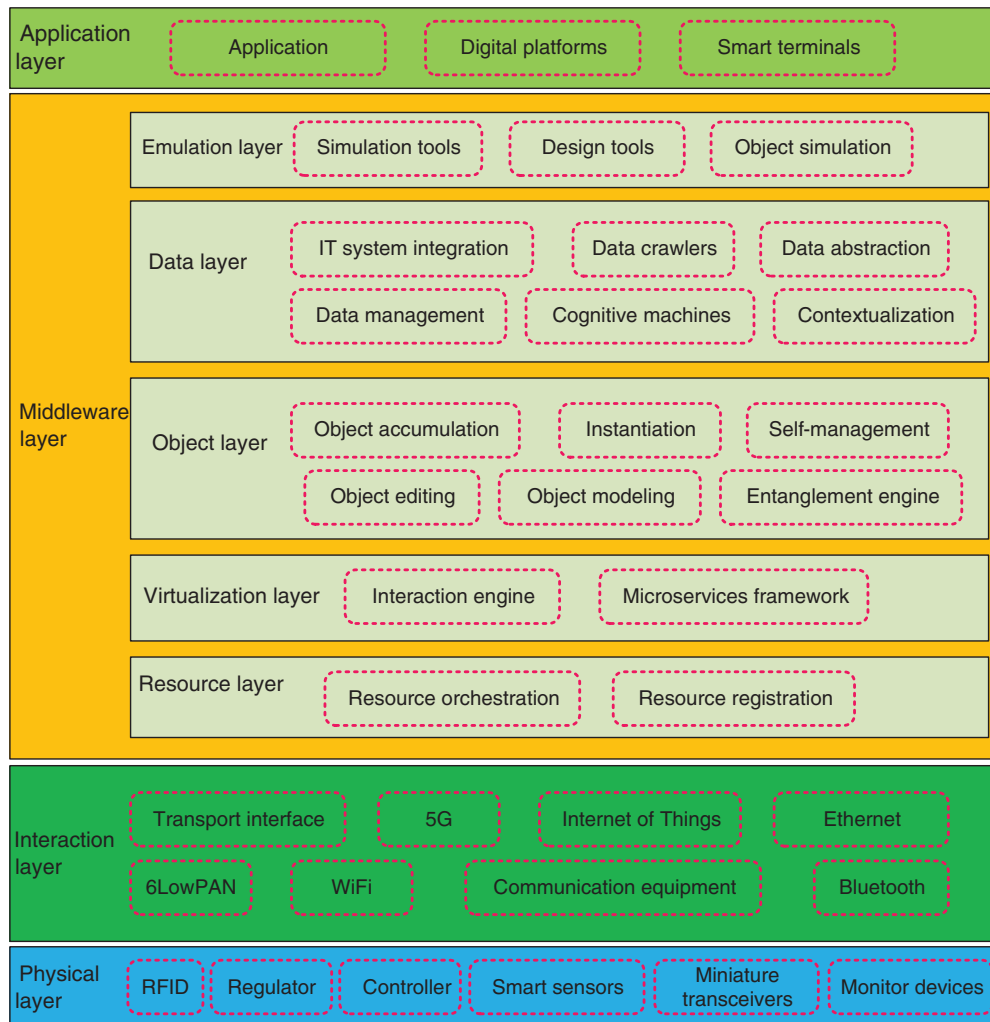 Application
layer
Application
Digital platforms
Smart terminals
Emulation layer
Simulation tools
Design tools
Object simulation
Data layer
IT system integration
Data crawlers
Data abstraction
Data management
Cognitive machines
Contextualization
Middleware
layer
Object layer
Object accumulation
Instantiation
Self-management
Object editing
Object modeling
Entanglement engine
Virtualization layer
Interaction engine
Microservices framework
Resource layer
Resource orchestration
Resource registration
Interaction
layer
Transport interface
5G
Internet of Things
Ethernet
6LowPAN
WiFi
Communication equipment
Bluetooth
Physical
layer
RFID
Regulator
Controller
Smart sensors
Miniature
transceivers
Monitor devices